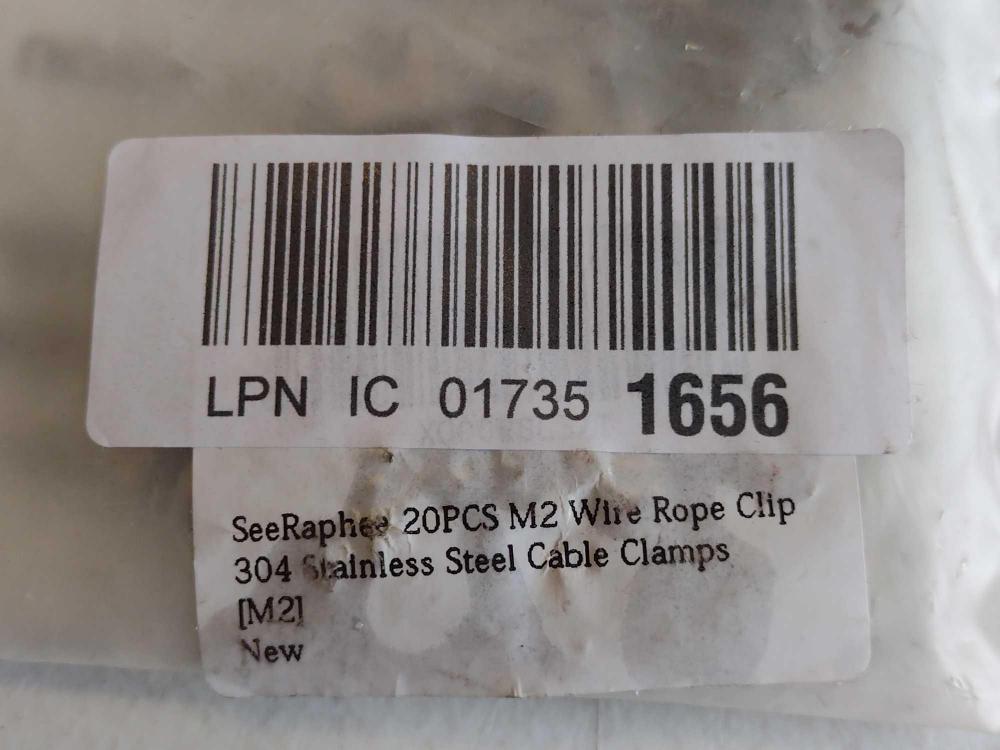 LPN IC 01735 1656
SeeRaphee 20PCS M2 Wire Rope Clip
304 Stainless Steel Cable Clamps
[M2]
New